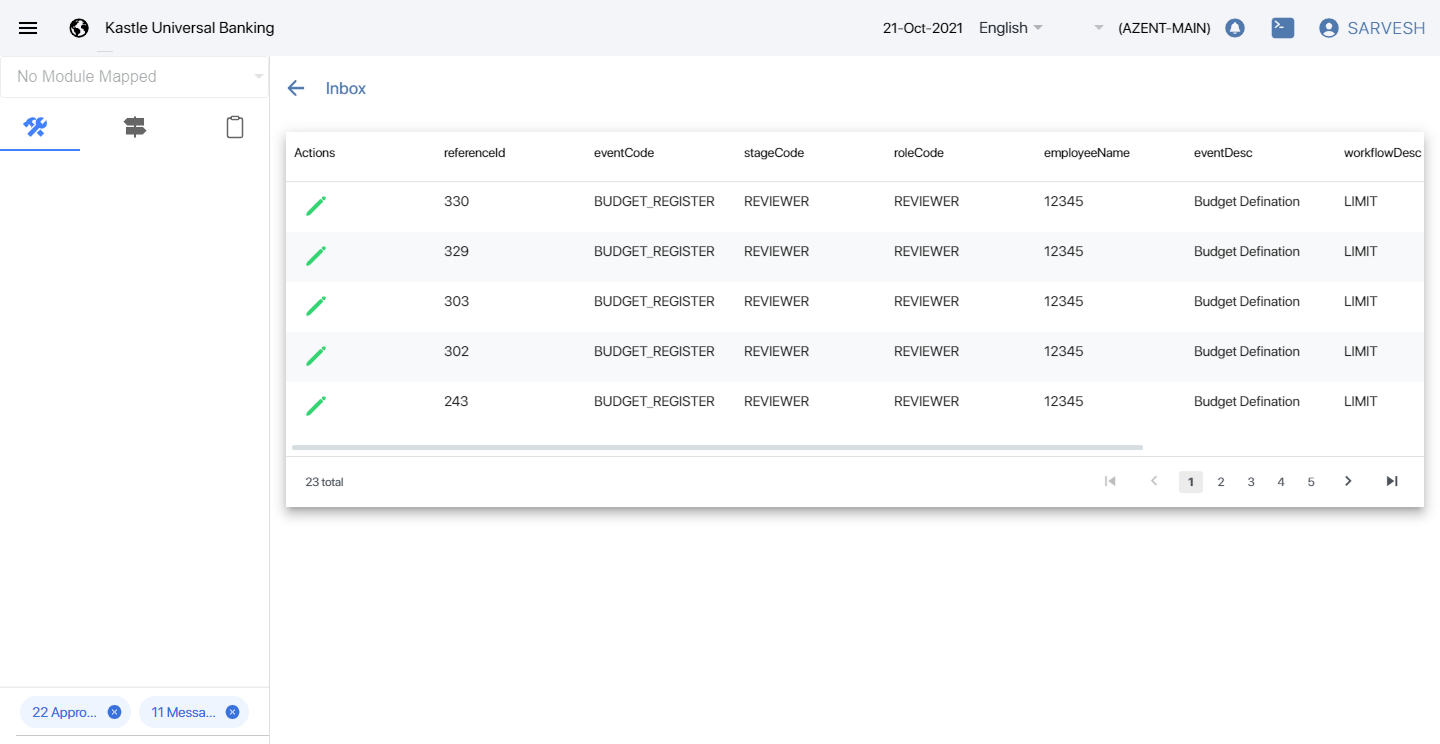 Kastle Universal Banking
21-Oct-2021 English (AZENT-MAIN) SARVESH
No Module Mapped
Inbox
Actions referenceId eventCode stageCode roleCode employeeName eventDesc workflowDesc
330 BUDGET_REGISTER REVIEWER REVIEWER 12345 Budget Defination LIMIT
329 BUDGET_REGISTER REVIEWER REVIEWER 12345 Budget Defination LIMIT
303 BUDGET_REGISTER REVIEWER REVIEWER 12345 Budget Defination LIMIT
302 BUDGET_REGISTER REVIEWER REVIEWER 12345 Budget Defination LIMIT
243 BUDGET_REGISTER REVIEWER REVIEWER 12345 Budget Defination LIMIT
23 total 1 2 3 4 5
22 Appro... 11 Messa...